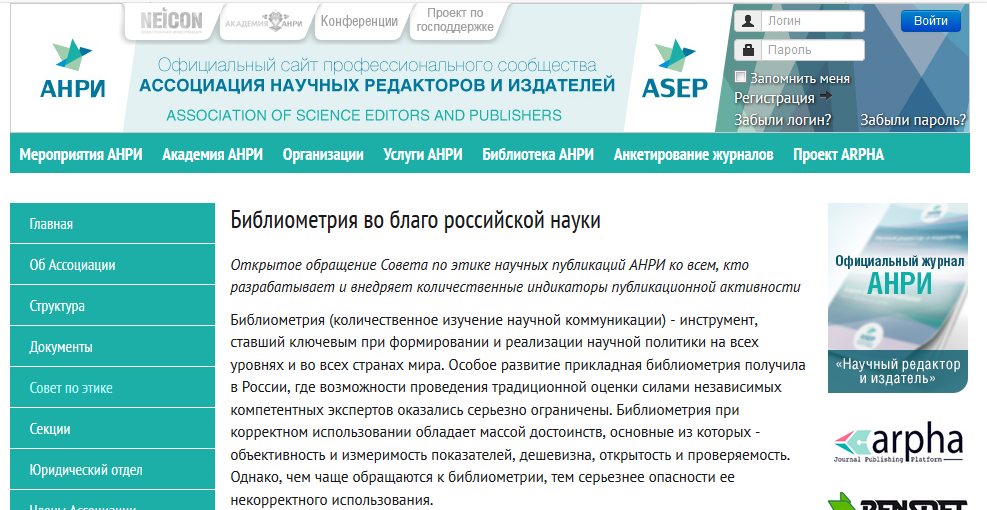 NEICON
АКАДЕМИЯ АНРИ
Конференции
Проект по
господдержке
Логин
Войти
Пароль
Запомнить меня
Регистрация
Забыли логин?
Забыли пароль?
АНРИ
Официальный сайт профессионального сообщества
АССОЦИАЦИЯ НАУЧНЫХ РЕДАКТОРОВ И ИЗДАТЕЛЕЙ
ASSOCIATION OF SCIENCE EDITORS AND PUBLISHERS
ASEP
Мероприятия АНРИ
Академия АНРИ
Организации
Услуги АНРИ
Библиотека АНРИ
Анкетирование журналов
Проект ARPHA
Главная
Об Ассоциации
Структура
Документы
Совет по этике
Секции
Юридический отдел
Члены Ассоциации
Библиометрия во благо российской науки
Открытое обращение Совета по этике научных публикаций АНРИ ко всем, кто
разрабатывает и внедряет количественные индикаторы публикационной активности
Библиометрия (количественное изучение научной коммуникации) - инструмент,
ставший ключевым при формировании и реализации научной политики на всех
уровнях и во всех странах мира. Особое развитие прикладная библиометрия получила
в России, где возможности проведения традиционной оценки силами независимых
компетентных экспертов оказались серьезно ограничены. Библиометрия при
корректном использовании обладает массой достоинств, основные из которых -
объективность и измеримость показателей, дешевизна, открытость и проверяемость.
Однако, чем чаще обращаются к библиометрии, тем серьезнее опасности ее
некорректного использования.
Официальный журнал
АНРИ
«Научный редактор
и издатель»
arpha
Journal Publishing Platform
PENSOFT